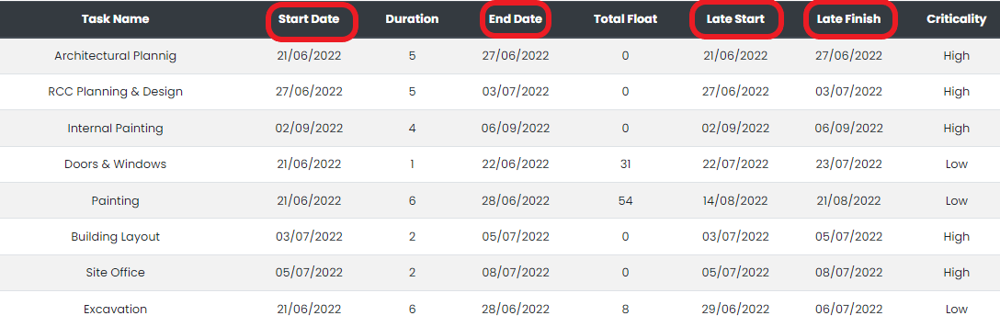 Task Name Start Date Duration End Date Total Float Late Start Late Finish Criticality
Architectural Plannig 21/06/2022 5 27/06/2022 0 21/06/2022 27/06/2022 High
RCC Planning & Design 27/06/2022 5 03/07/2022 0 27/06/2022 03/07/2022 High
Internal Painting 02/09/2022 4 06/09/2022 0 02/09/2022 06/09/2022 High
Doors & Windows 21/06/2022 1 22/06/2022 31 22/07/2022 23/07/2022 Low
Painting 21/06/2022 6 28/06/2022 54 14/08/2022 21/08/2022 Low
Building Layout 03/07/2022 2 05/07/2022 0 03/07/2022 05/07/2022 High
Site Office 05/07/2022 2 08/07/2022 0 05/07/2022 08/07/2022 High
Excavation 21/06/2022 6 28/06/2022 8 29/06/2022 06/07/2022 Low